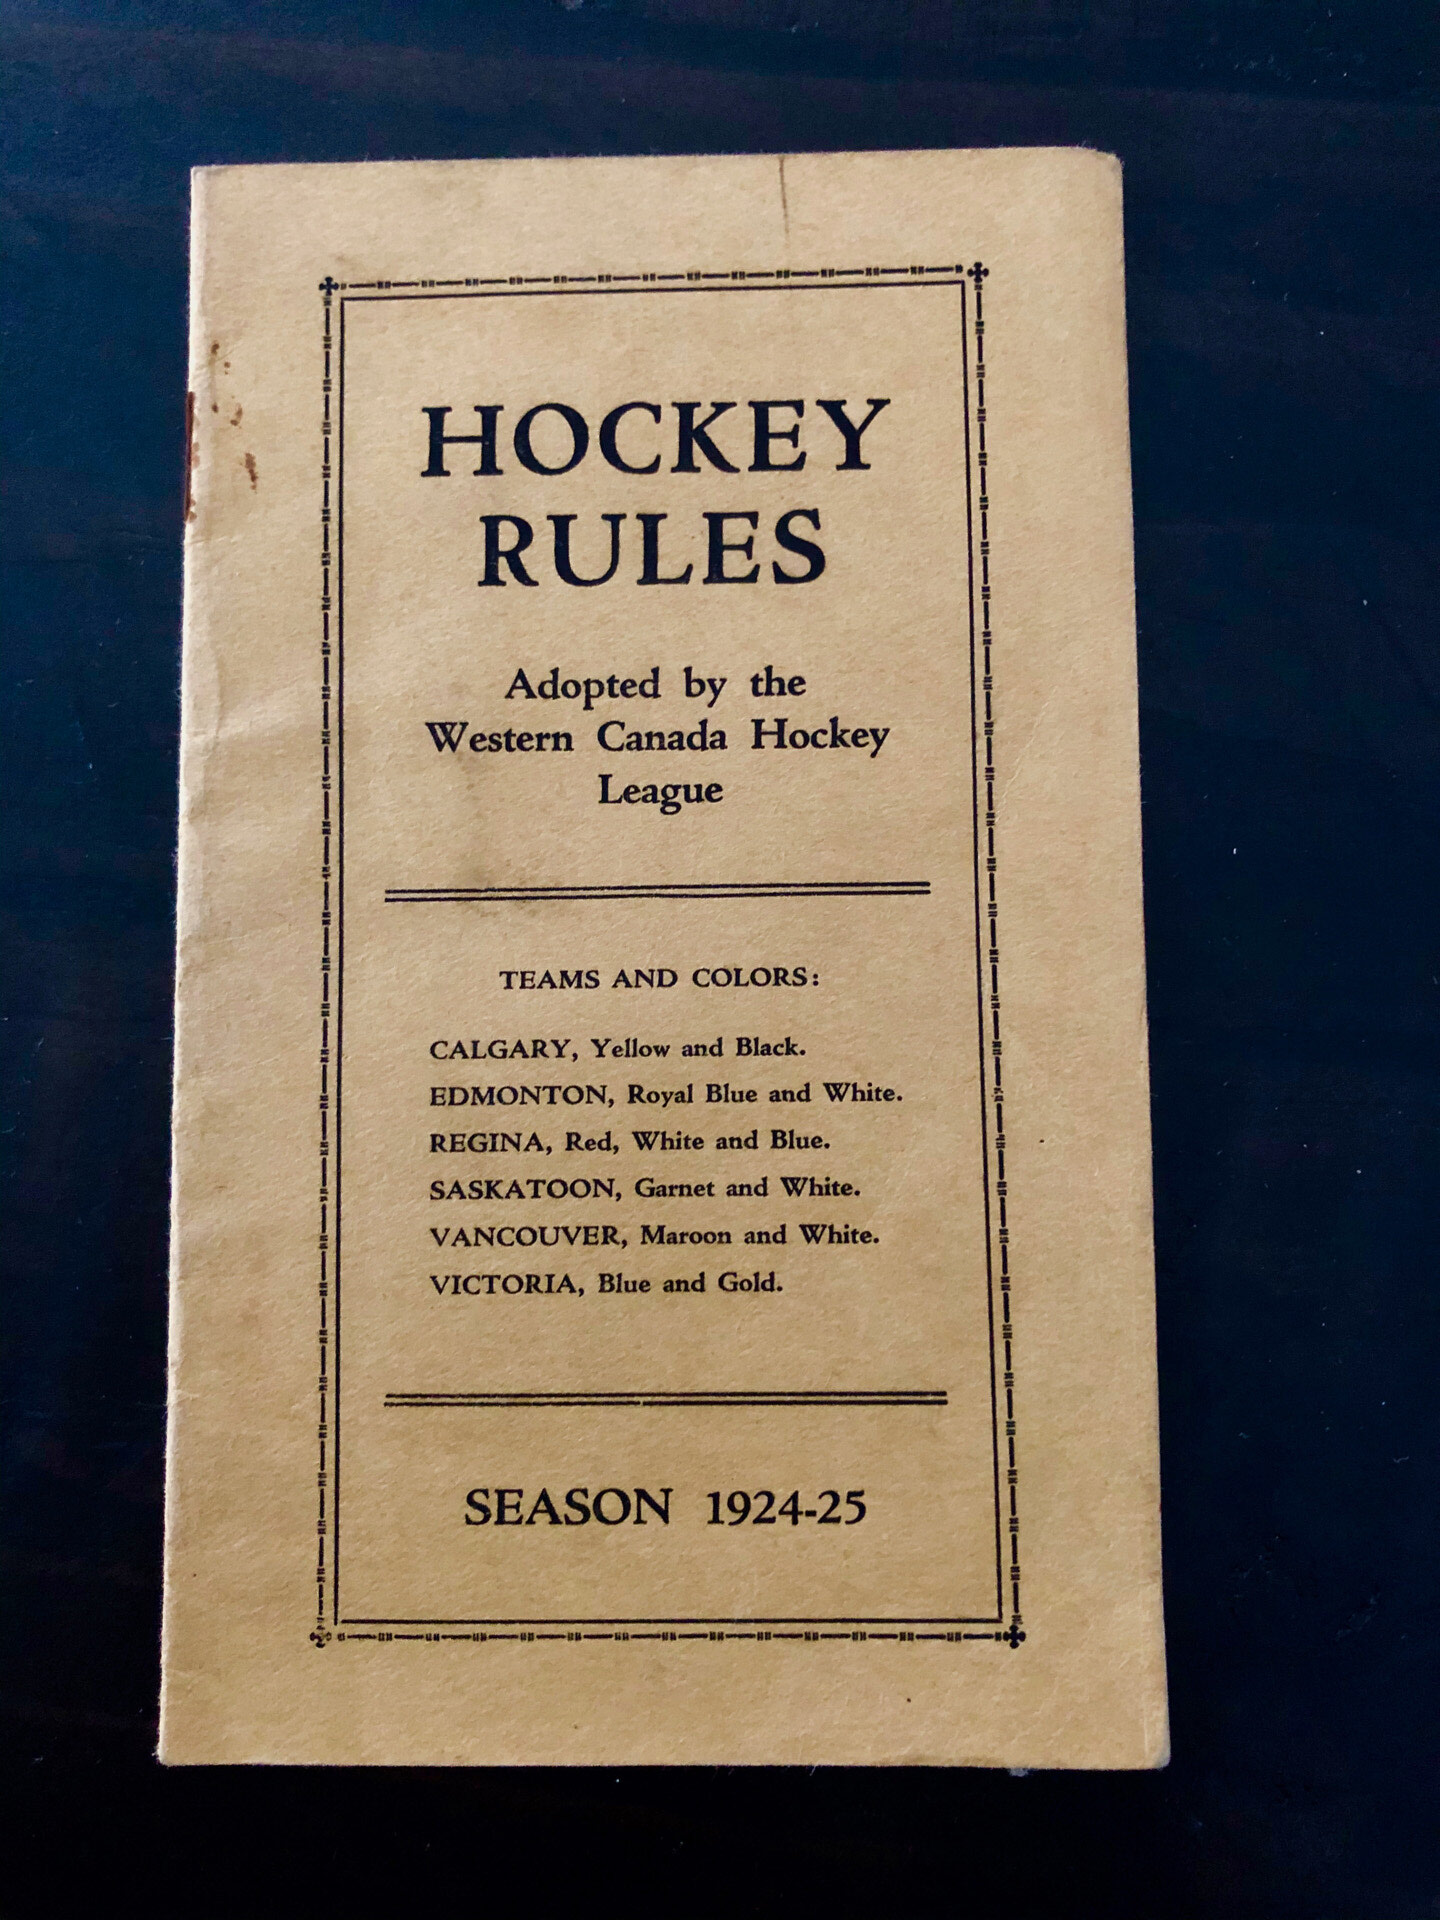 HOCKEY
RULES
Adopted by the
Western Canada Hockey
League
TEAMS AND COLORS:
CALGARY, Yellow and Black.
EDMONTON, Royal Blue and White.
REGINA, Red, White and Blue.
SASKATOON, Garnet and White.
VANCOUVER, Maroon and White.
VICTORIA, Blue and Gold.
SEASON 1924-25